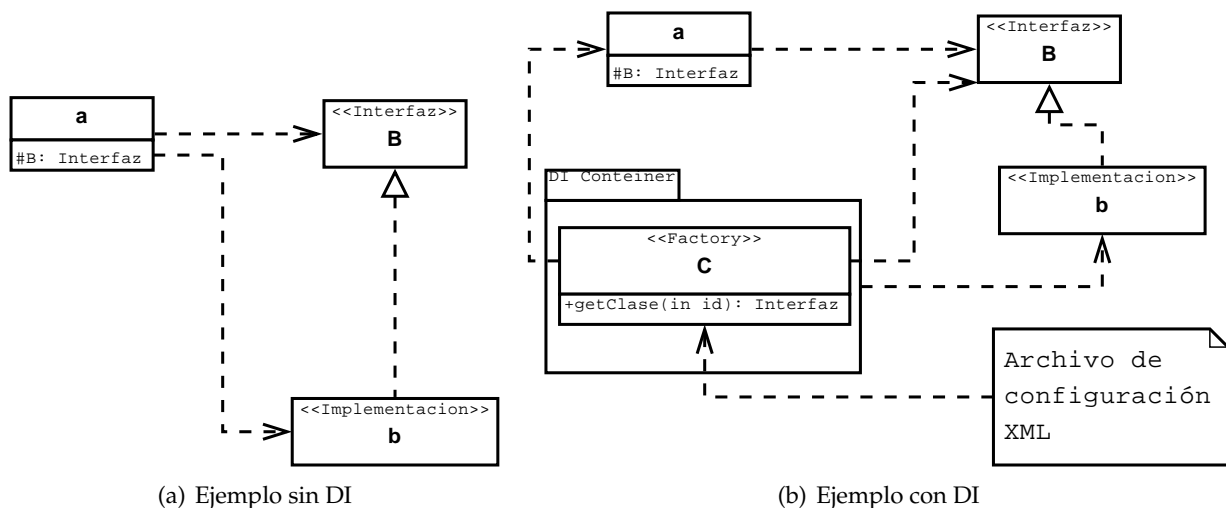 a
#B: Interfaz
<<Interfaz>>
B
<<Implementacion>>
b
(a) Ejemplo sin DI
a
#B: Interfaz
<<Interfaz>>
B
<<Implementacion>>
b
DI Conteiner
<<Factory>>
C
+getClase(in id): Interfaz
Archivo de
configuración
XML
(b) Ejemplo con DI